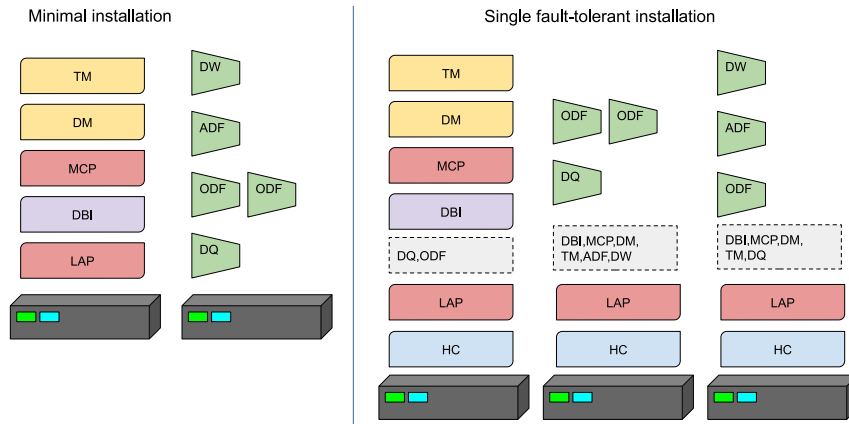 Minimal installation
TM
DM
MCP
DBI
LAP
DW
ADF
ODF
ODF
DQ
Single fault-tolerant installation
TM
DM
MCP
DBI
DQ,ODF
LAP
HC
ODF
ODF
DQ
DBI,MCP,DM,
TM,ADF,DW
LAP
HC
DW
ADF
ODF
DBI,MCP,DM,
TM,DQ
LAP
HC